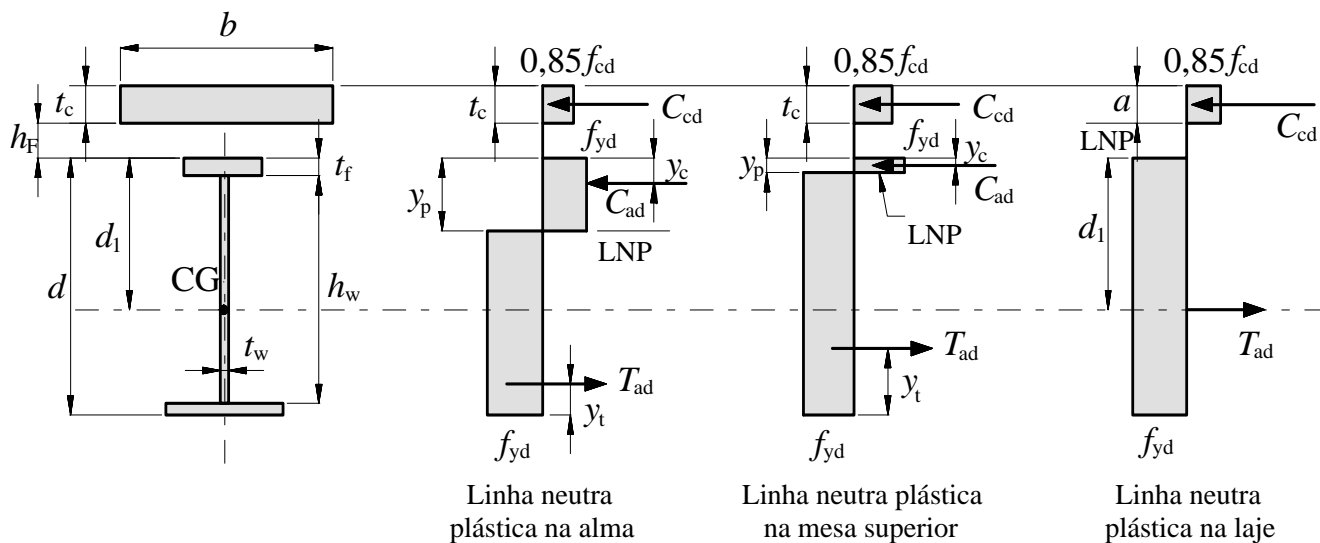 b
t_c
h_F
t_f
d_1
d
CG
h_w
t_w
0,85f_cd
t_c
C_cd
f_yd
y_c
C_ad
y_p
LNP
T_ad
y_t
f_yd
Linha neutra
plástica na alma
0,85f_cd
t_c
C_cd
f_yd
y_p
y_c
C_ad
LNP
T_ad
y_t
f_yd
Linha neutra plástica
na mesa superior
0,85f_cd
a
C_cd
LNP
d_1
T_ad
f_yd
Linha neutra
plástica na laje